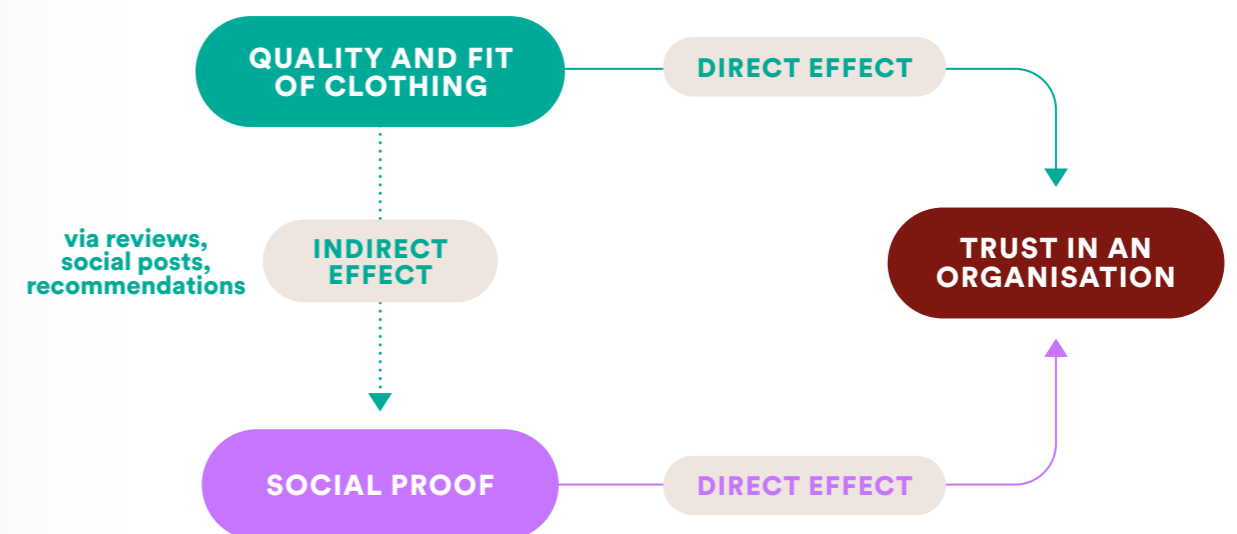 QUALITY AND FIT
OF CLOTHING
DIRECT EFFECT
via reviews,
social posts,
recommendations
INDIRECT
EFFECT
TRUST IN AN
ORGANISATION
SOCIAL PROOF
DIRECT EFFECT